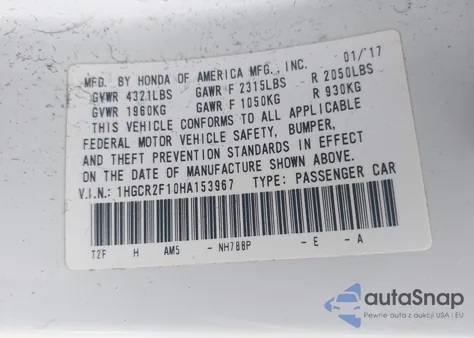 MFD. BY HONDA OF AMERICA MFG., INC. 01/'17
GVWR 4321LBS GAWR F 2315LBS R 2050LBS
GVWR 1960KG GAWR F 1050KG R 930KG
THIS VEHICLE CONFORMS TO ALL APPLICABLE
FEDERAL MOTOR VEHICLE SAFETY, BUMPER,
AND THEFT PREVENTION STANDARDS IN EFFECT
ON THE DATE OF MANUFACTURE SHOWN ABOVE.
V.I.N.: 1HGCR2F10HA153967 TYPE: PASSENGER CAR
T2F H AM5 - NH788P - E - A
autoSnap
Pewne auta z aukcji USA i EU